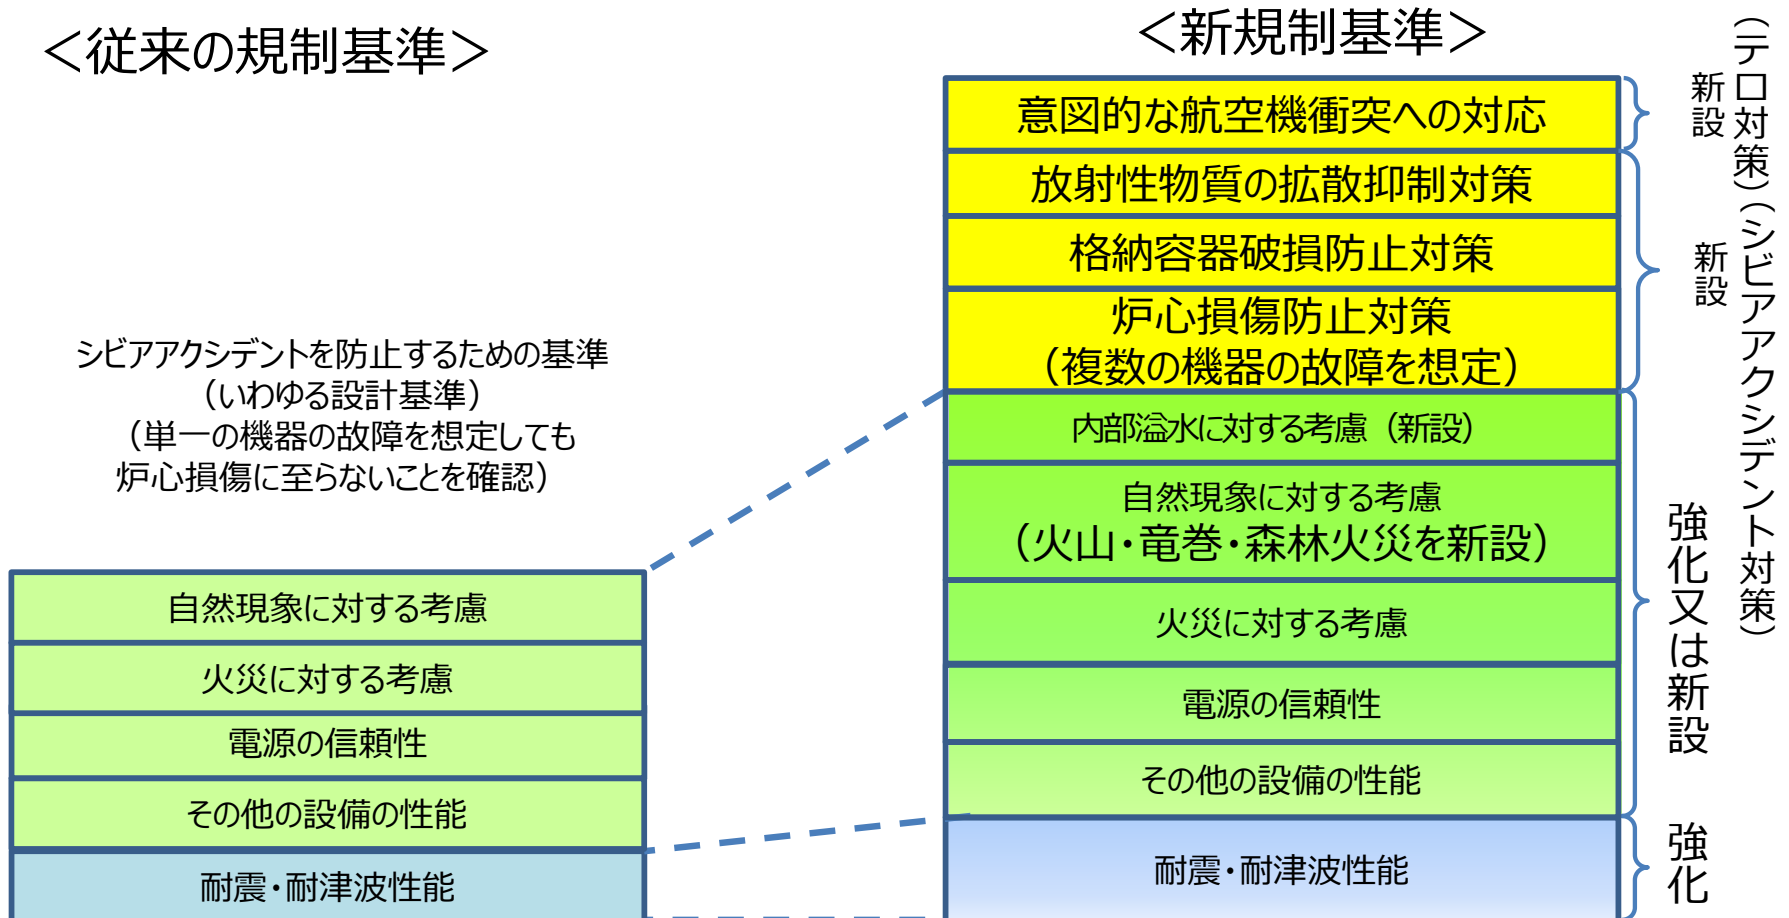 ＜従来の規制基準＞
シビアアクシデントを防止するための基準
（いわゆる設計基準）
（単一の機器の故障を想定しても
炉心損傷に至らないことを確認）
自然現象に対する考慮
火災に対する考慮
電源の信頼性
その他の設備の性能
耐震・耐津波性能
＜新規制基準＞
意図的な航空機衝突への対応
放射性物質の拡散抑制対策
格納容器破損防止対策
炉心損傷防止対策
（複数の機器の故障を想定）
内部溢水に対する考慮（新設）
自然現象に対する考慮
（火山・竜巻・森林火災を新設）
火災に対する考慮
電源の信頼性
その他の設備の性能
耐震・耐津波性能
（テロ対策）
新設
（シビアアクシデント対策）
新設
強化又は新設
強化